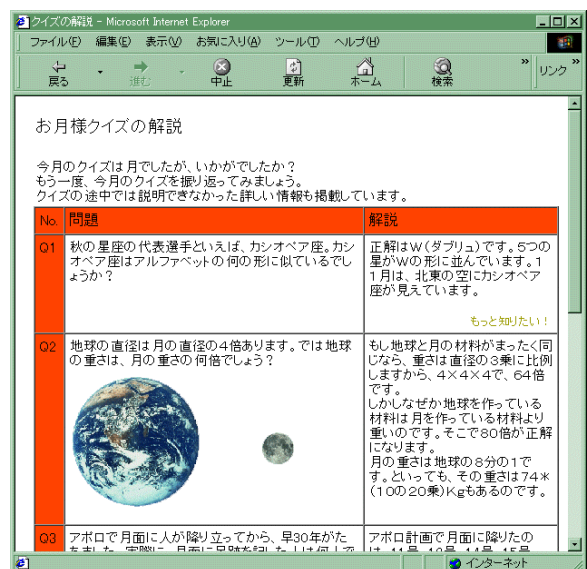 クイズの解説 - Microsoft Internet Explorer
ファイル(F) 編集(E) 表示(V) お気に入り(A) ツール(T) ヘルプ(H)
戻る 進む 中止 更新 ホーム 検索 » リンク »
お月様クイズの解説
今月のクイズは月でしたが、いかがでしたか？
もう一度、今月のクイズを振り返ってみましょう。
クイズの途中では説明できなかった詳しい情報も掲載しています。
No. 問題 解説
Q1 秋の星座の代表選手といえば、カシオペア座。カシ
オペア座はアルファベットの何の形に似ているでし
ょうか？
正解はW(ダブリュ)です。5つの
星がWの形に並んでいます。1
1月は、北東の空にカシオペア
座が見えています。
もっと知りたい！
Q2 地球の直径は月の直径の4倍あります。では地球
の重さは、月の重さの何倍でしょう？
もし地球と月の材料がまったく同
じなら、重さは直径の3乗に比例
しますから、4×4×4で、64倍
です。
しかしなぜか地球を作っている
材料は月を作っている材料より
重いのです。そこで80倍が正解
になります。
月の重さは地球の8分の1で
す。といっても、その重さは74*
(10の20乗)Kgもあるのです。
Q3 アポロで月面に人が降り立ってから、早30年がた
アポロ計画で月面に降りたの
インターネット